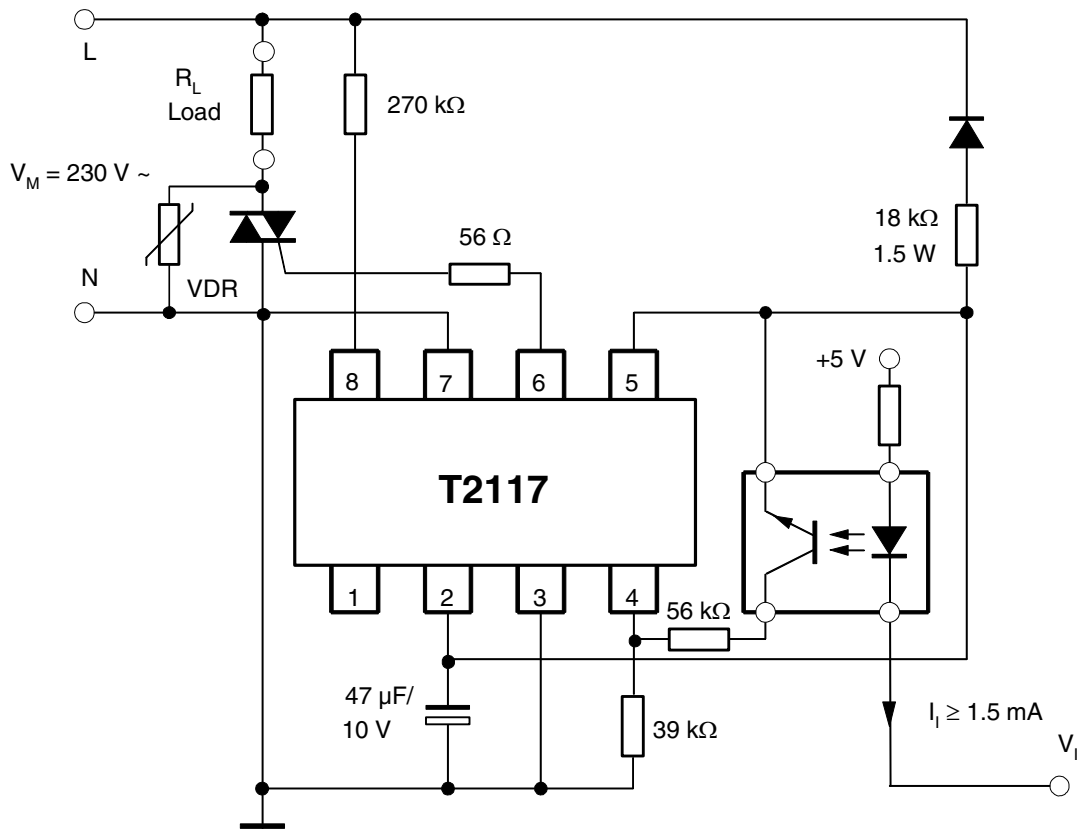 L
R_L
Load
270 kΩ
V_M = 230 V ~
18 kΩ
1.5 W
56 Ω
N
VDR
+5 V
8
7
6
5
T2117
1
2
3
4
56 kΩ
47 µF/
10 V
39 kΩ
I_I ≥ 1.5 mA
V_I